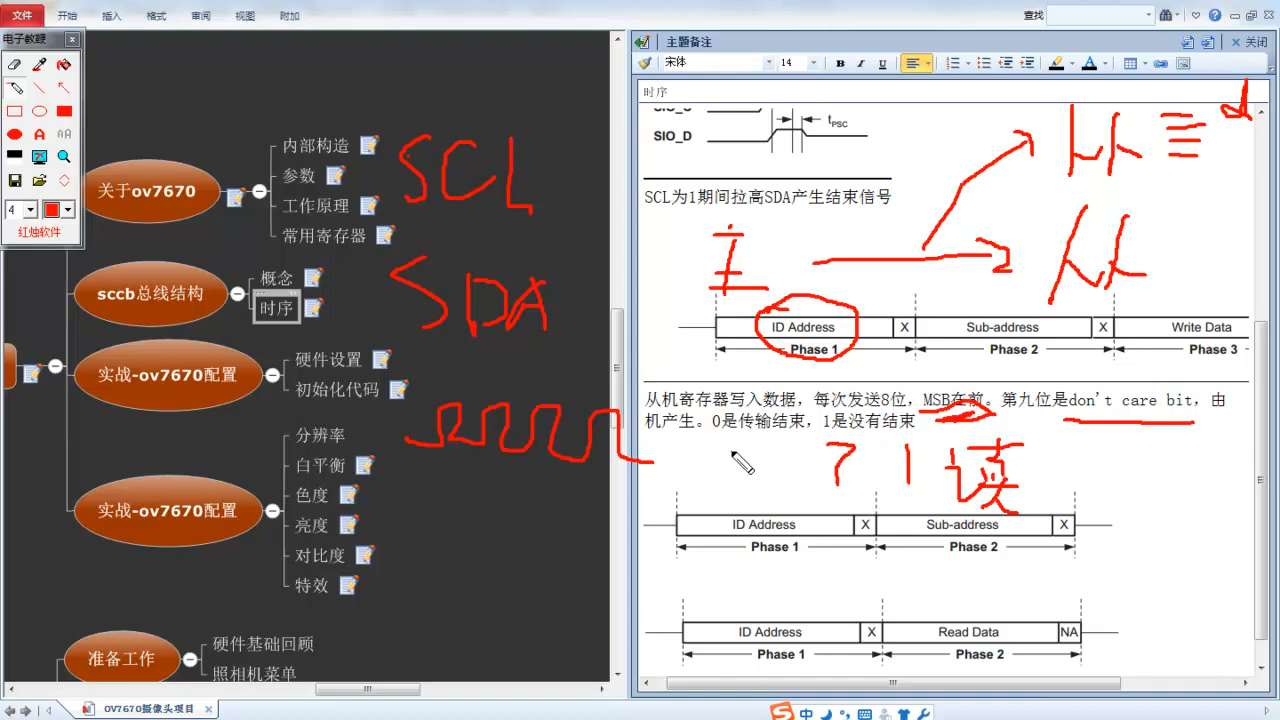 文件 开始 插入 格式 审阅 视图 附加 查找
电子教鞭
主题备注 关闭
宋体 14 B I U A
时序
4
红烛软件
关于ov7670
内部构造
参数
工作原理
常用寄存器
sccb总线结构
概念
时序
实战-ov7670配置
硬件设置
初始化代码
实战-ov7670配置
分辨率
白平衡
色度
亮度
对比度
特效
准备工作
硬件基础回顾
照相机菜单
SCL
SDA
SIO_D tPSC
SCL为1期间拉高SDA产生结束信号
ID Address X Sub-address X Write Data
Phase 1 Phase 2 Phase 3
从机寄存器写入数据，每次发送8位，MSB在前。第九位是don't care bit，由
机产生。0是传输结束，1是没有结束
7 1 读
ID Address X Sub-address X
Phase 1 Phase 2
ID Address X Read Data NA
Phase 1 Phase 2
OV7670摄像头项目
中